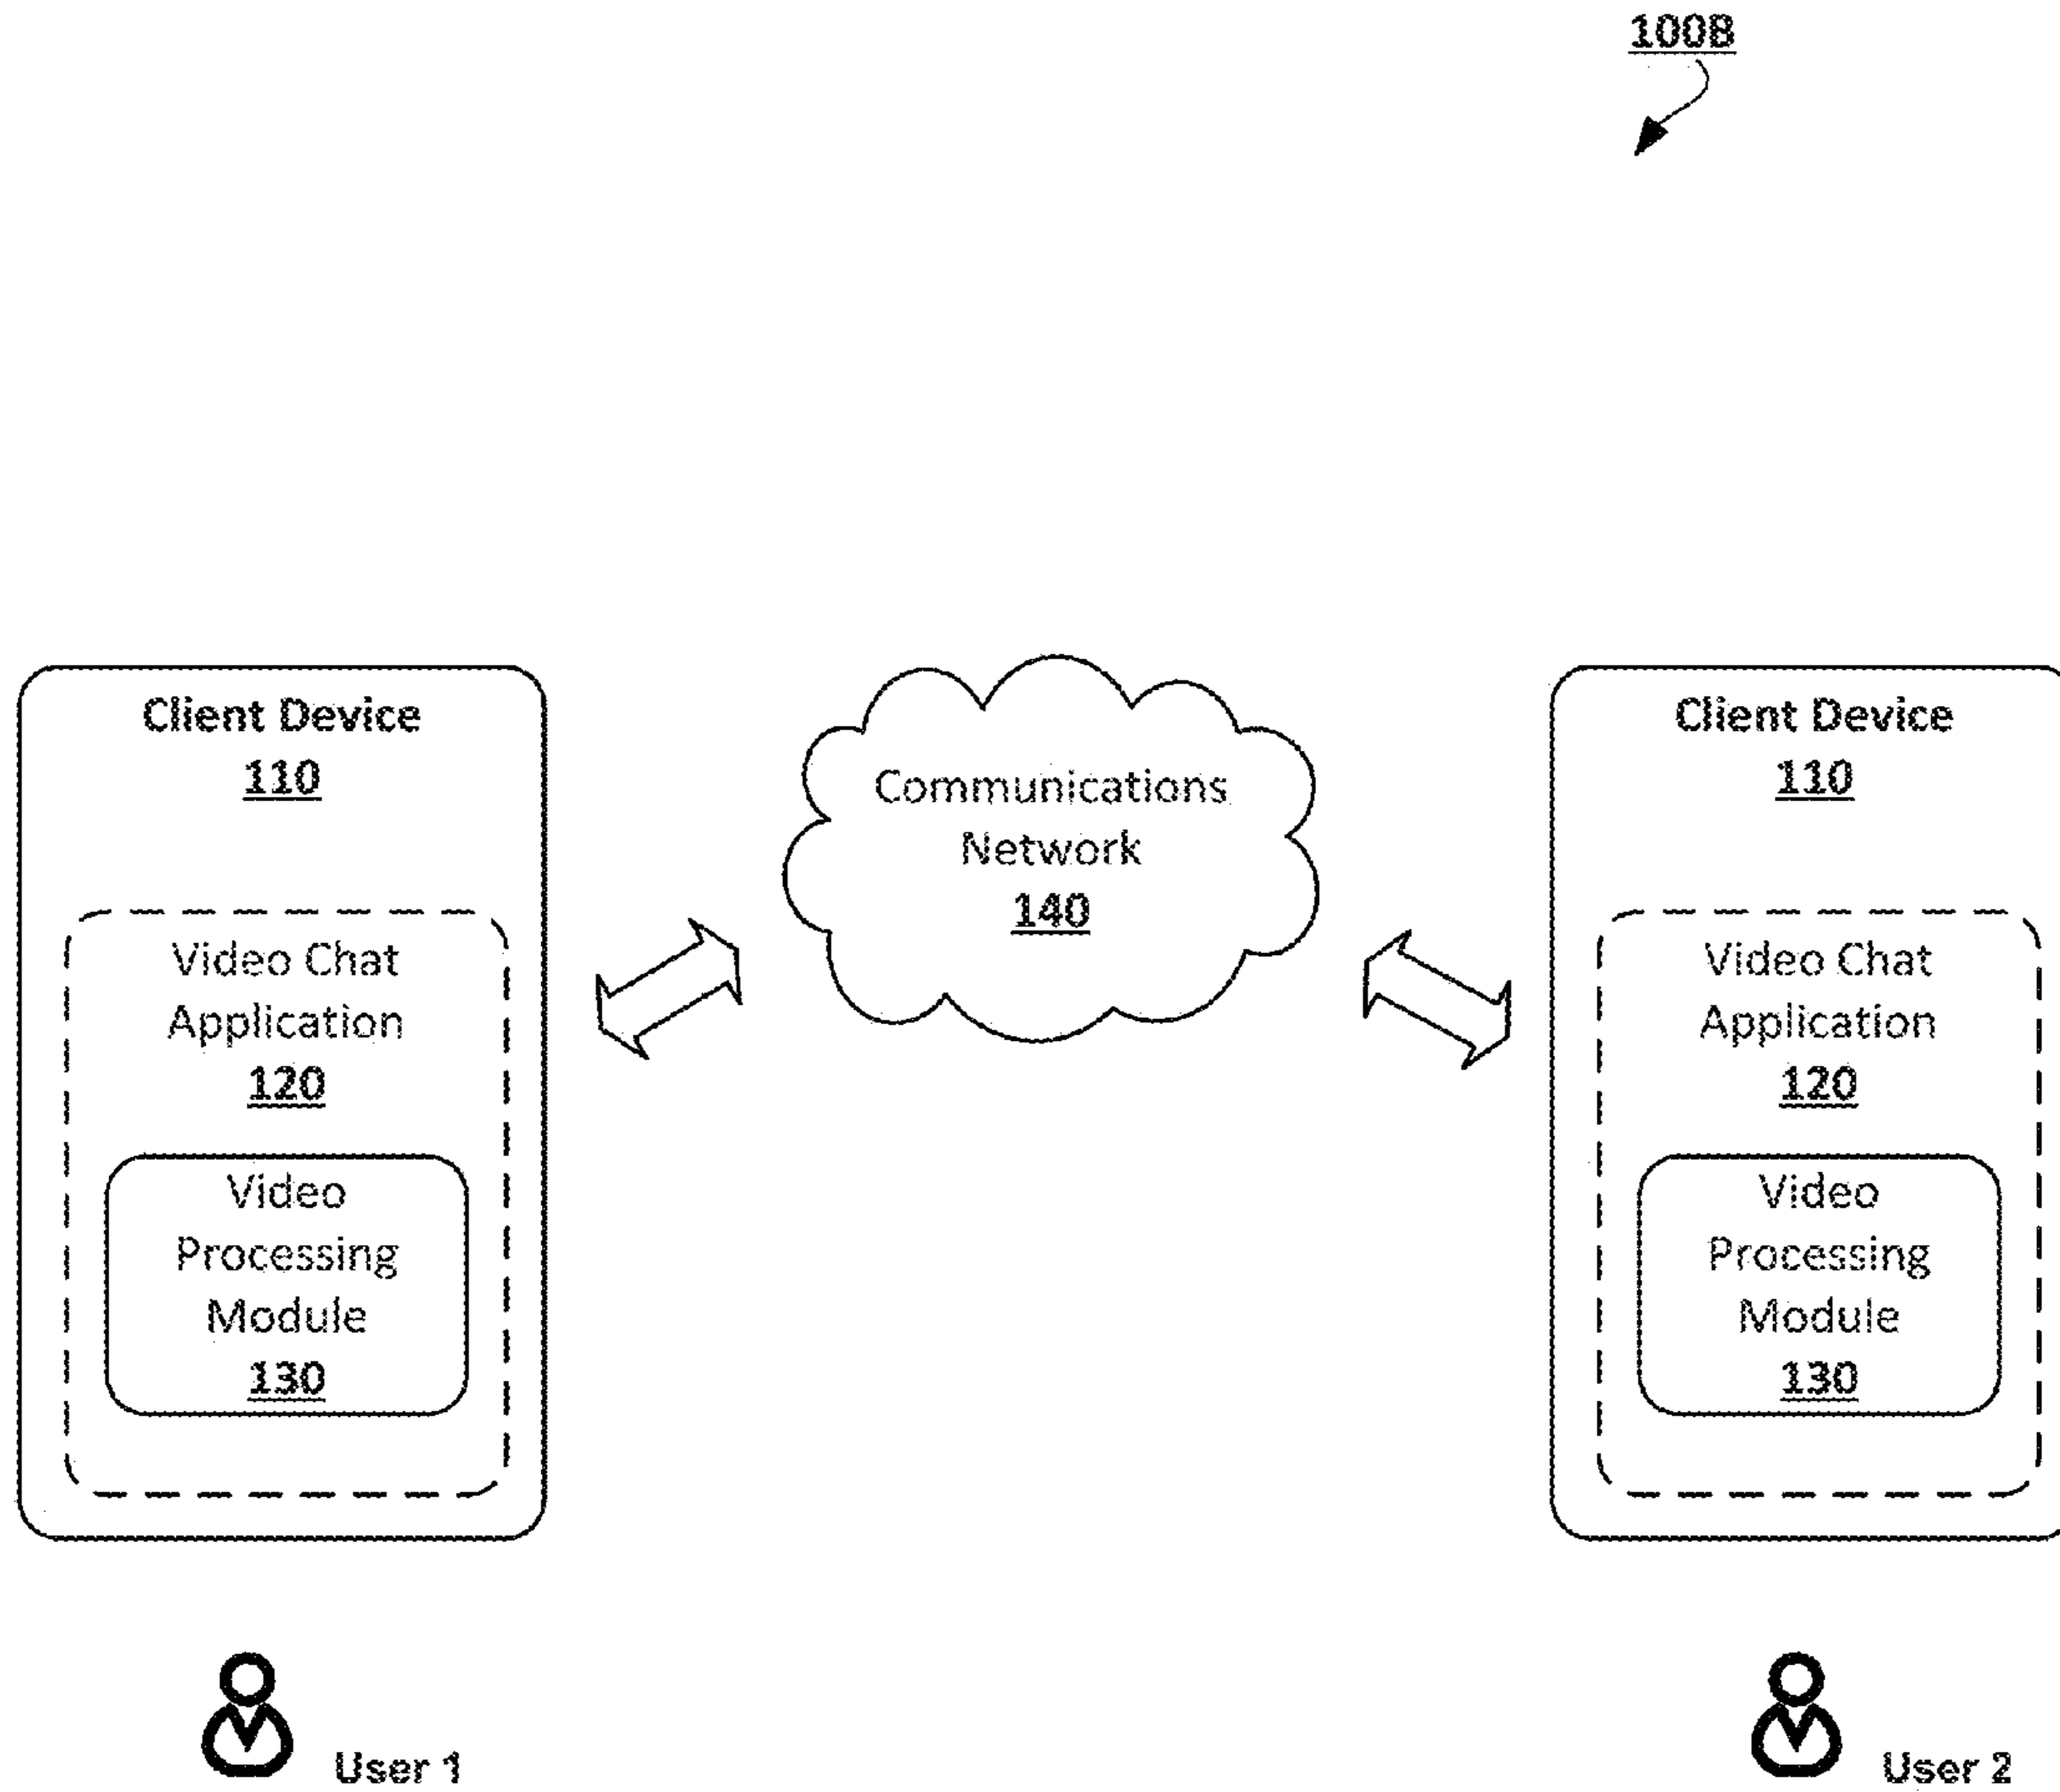 100B
Client Device
110
Video Chat
Application
120
Video
Processing
Module
130
User 1
Communications
Network
140
Client Device
110
Video Chat
Application
120
Video
Processing
Module
130
User 2